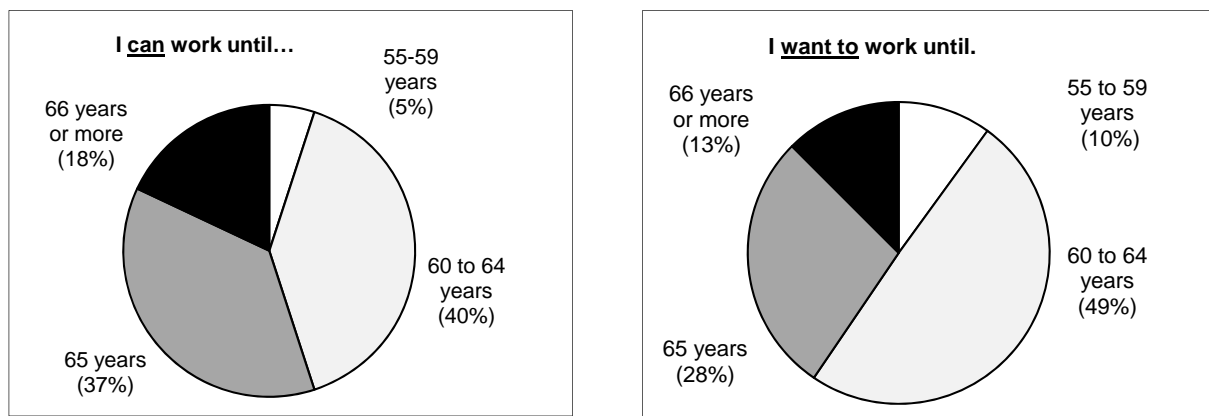 I can work until…
55-59
years
(5%)
66 years
or more
(18%)
60 to 64
years
(40%)
65 years
(37%)
I want to work until.
55 to 59
years
(10%)
66 years
or more
(13%)
60 to 64
years
(49%)
65 years
(28%)